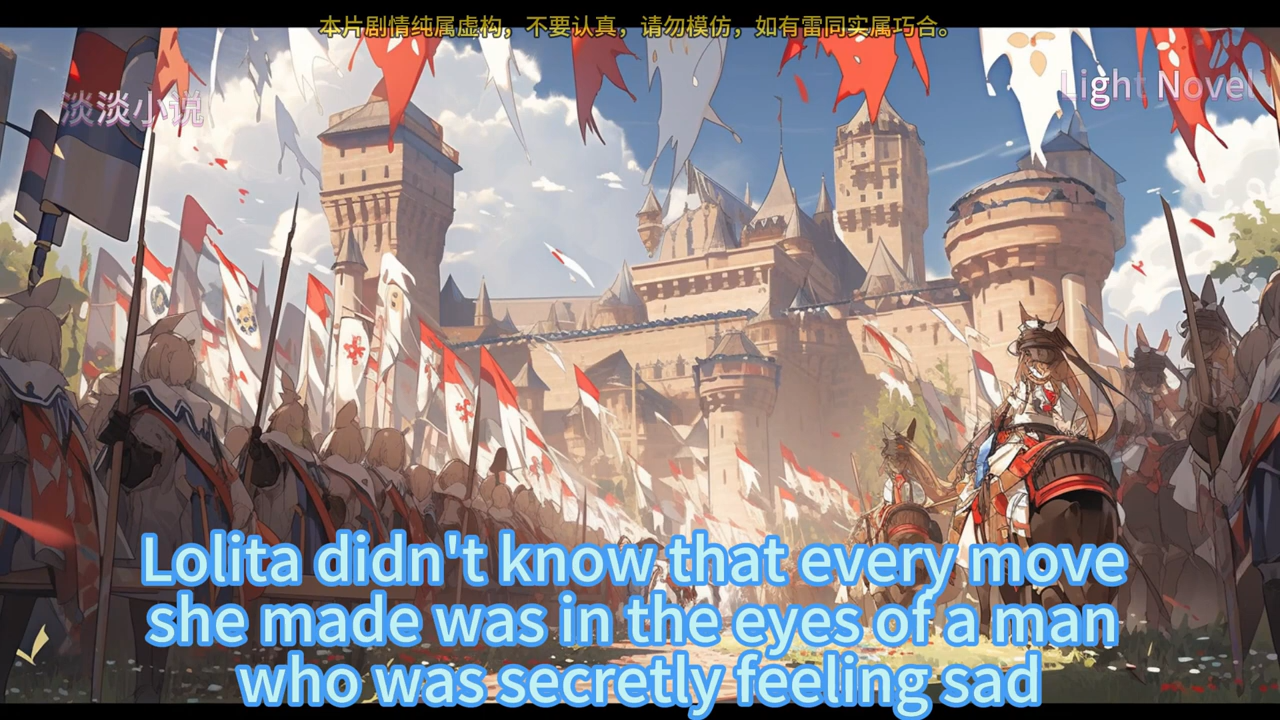 本片剧情纯属虚构，不要认真，请勿模仿，如有雷同实属巧合。
淡淡小说
Light Novel
Lolita didn't know that every move
she made was in the eyes of a man
who was secretly feeling sad